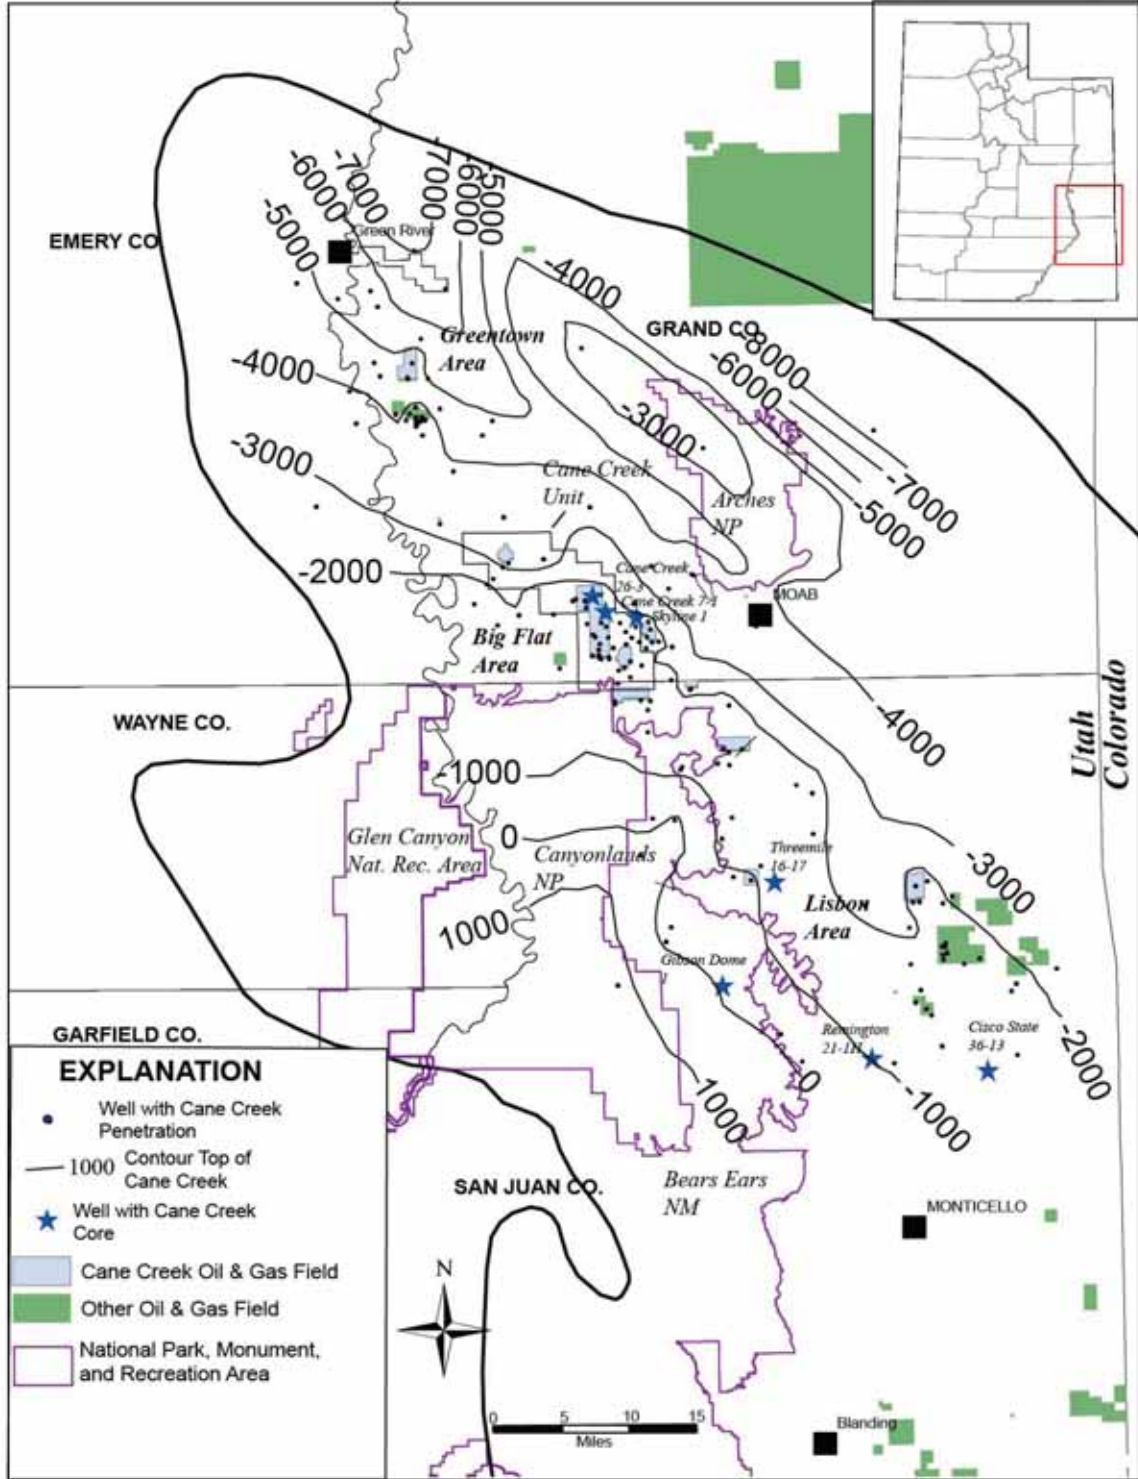 -7000
-6000
-5000
-7000
-6000
-5000
Green River
EMERY CO.
-4000
GRAND CO.
-8000
-6000
Greentown
Area
-4000
-3000
-3000
Cane Creek
Unit
Arches
NP
-7000
-5000
-2000
Cane Creek
26-3
Cane Creek 7-1
Skyline 1
MOAB
Big Flat
Area
WAYNE CO.
-4000
Utah
Colorado
-1000
0
Glen Canyon
Nat. Rec. Area
Canyonlands
NP
Threemile
16-17
-3000
1000
Lisbon
Area
Gibson Dome
1
GARFIELD CO.
Remington
21-1H
Cisco State
36-13
-2000
0
-1000
1000
EXPLANATION
Well with Cane Creek
Penetration
1000 Contour Top of
Cane Creek
Well with Cane Creek
Core
Cane Creek Oil & Gas Field
Other Oil & Gas Field
National Park, Monument,
and Recreation Area
SAN JUAN CO.
Bears Ears
NM
MONTICELLO
N
0 5 10 15
Miles
Blanding